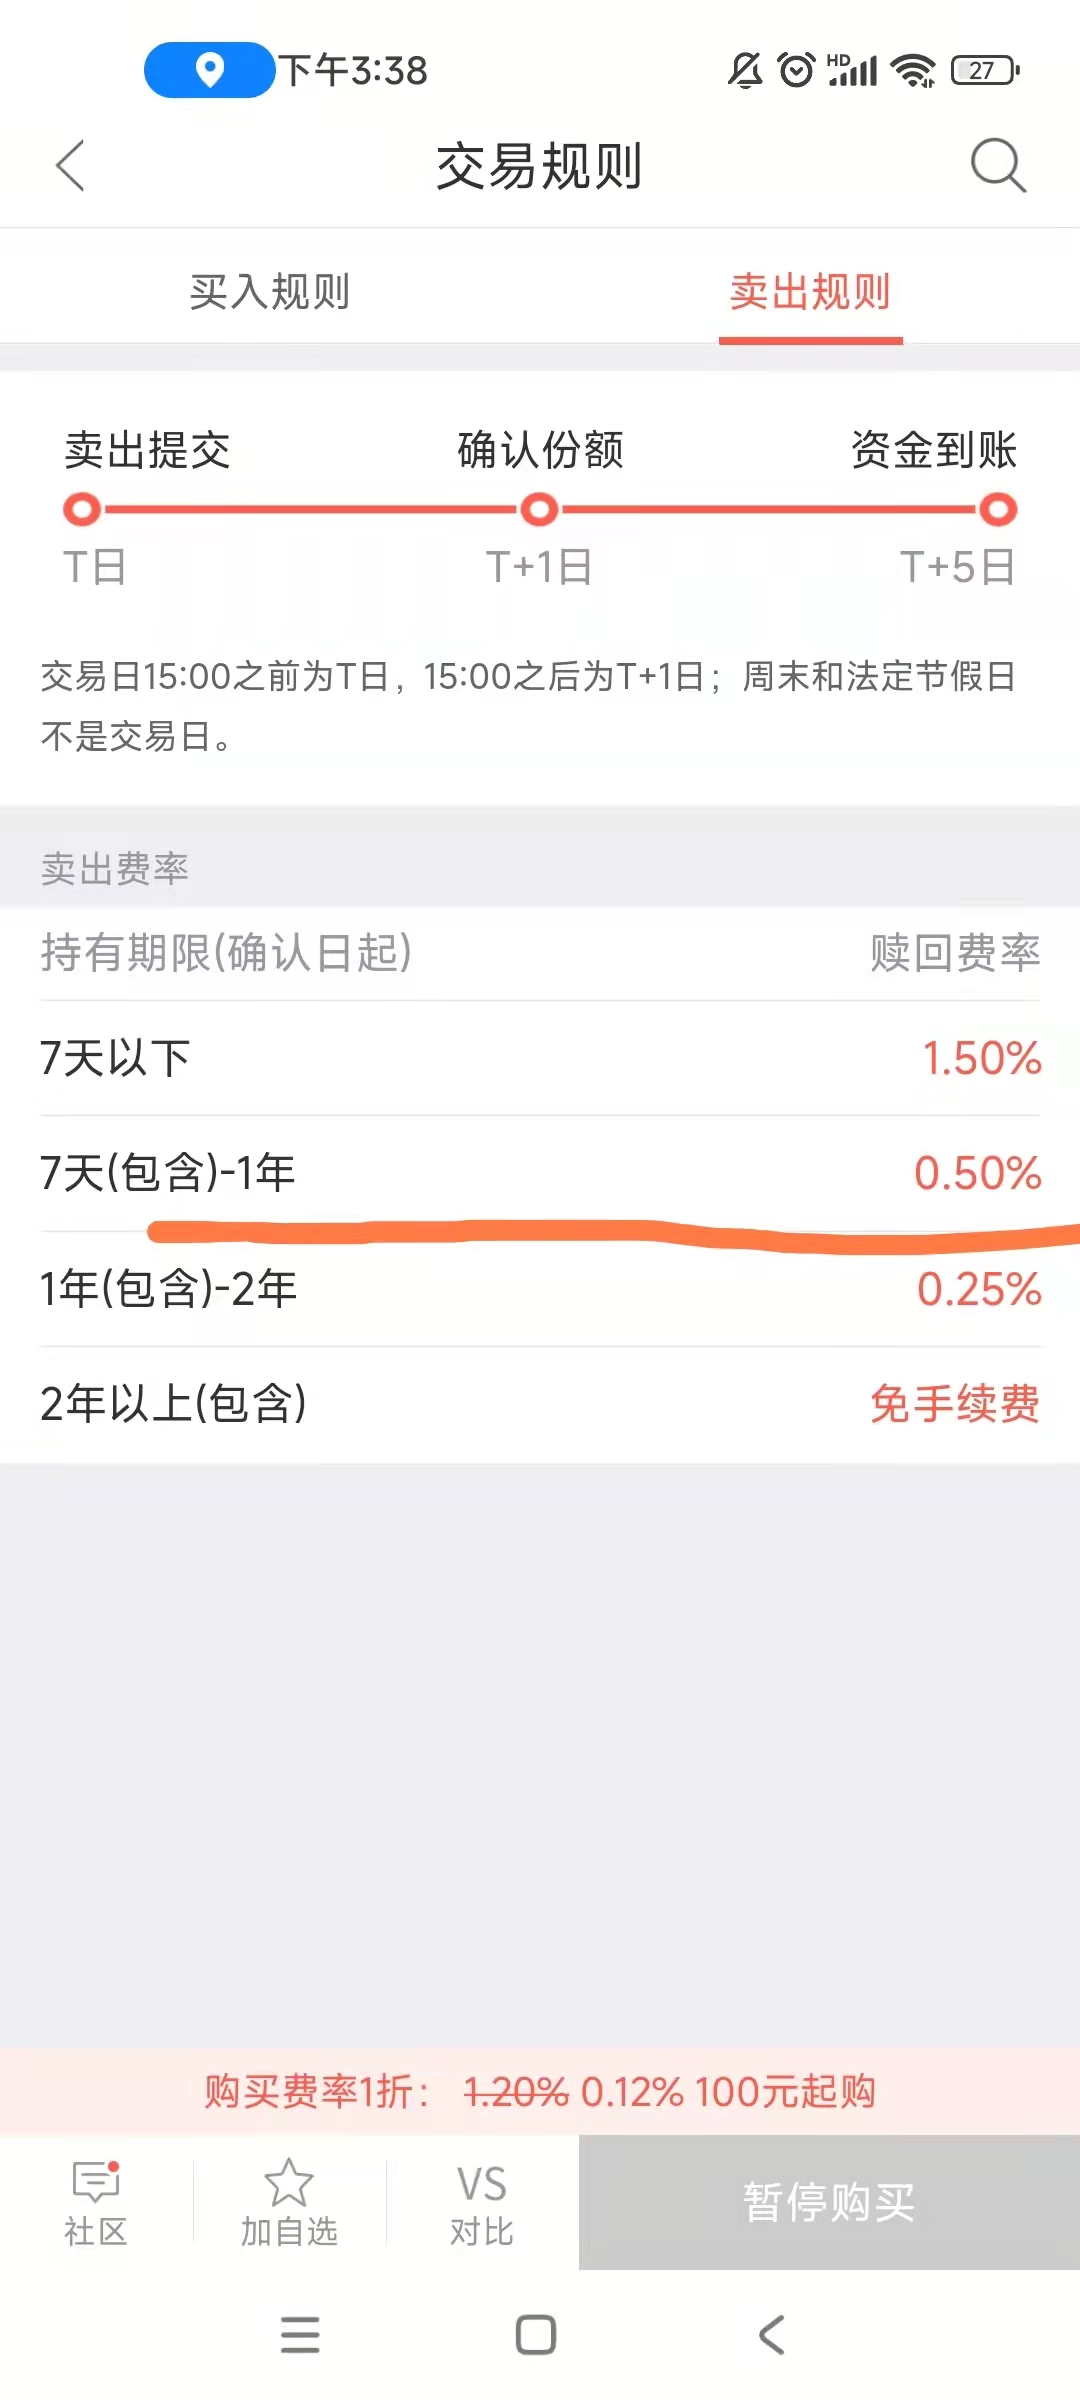 下午3:38
HD
27
交易规则
买入规则
卖出规则
卖出提交
确认份额
资金到账
T日
T+1日
T+5日
交易日15:00之前为T日，15:00之后为T+1日；周末和法定节假日
不是交易日。
卖出费率
持有期限(确认日起)
赎回费率
7天以下
1.50%
7天(包含)-1年
0.50%
1年(包含)-2年
0.25%
2年以上(包含)
免手续费
购买费率1折： 1.20% 0.12% 100元起购
社区
加自选
VS
对比
暂停购买